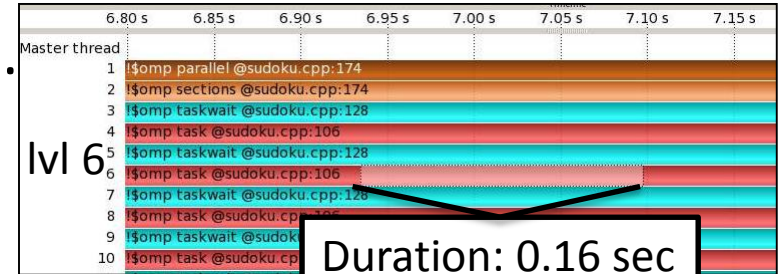 6.80 s 6.85 s 6.90 s 6.95 s 7.00 s 7.05 s 7.10 s 7.15 s
Master thread
1 !$omp parallel @sudoku.cpp:174
2 !$omp sections @sudoku.cpp:174
3 !$omp taskwait @sudoku.cpp:128
4 !$omp task @sudoku.cpp:106
5 !$omp taskwait @sudoku.cpp:128
lvl 6
6 !$omp task @sudoku.cpp:106
7 !$omp taskwait @sudoku.cpp:128
8 !$omp task @sudoku.cpp:106
9 !$omp taskwait @sudok
10 !$omp task @sudoku.cp
Duration: 0.16 sec